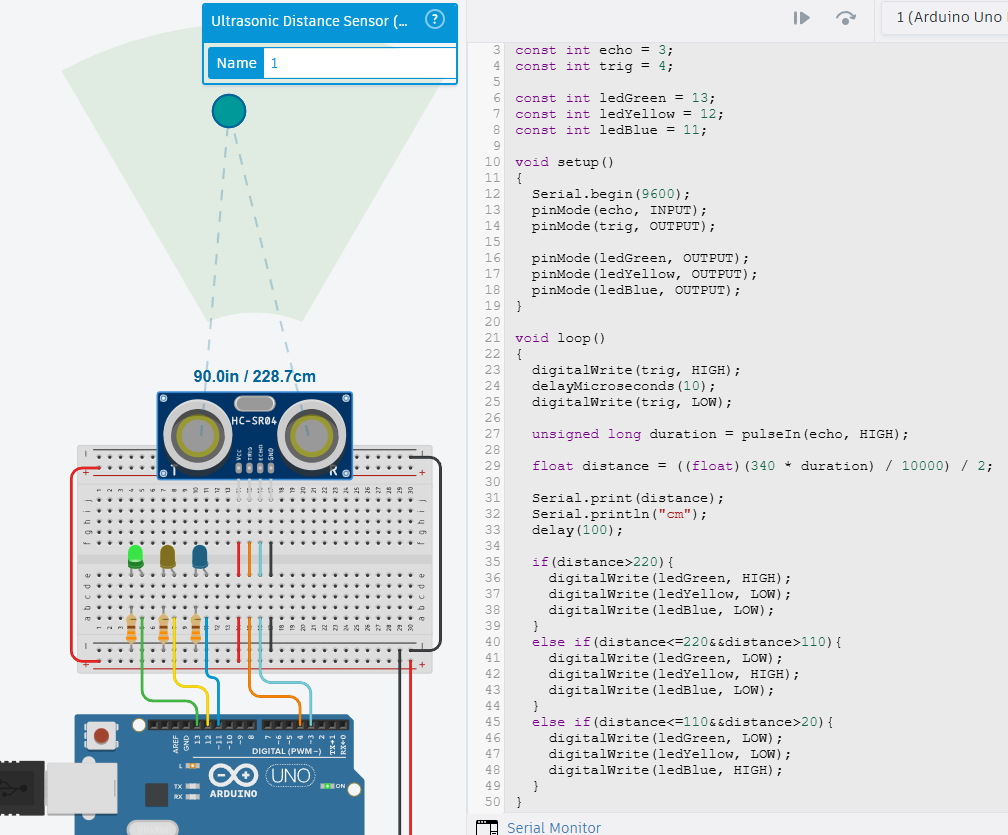 Ultrasonic Distance Sensor (...
?
Name 1
90.0in / 228.7cm
HC-SR04
VCC
TRIG
ECHO
GND
T
R
AREF
GND
13
12
~11
~10
~9
8
7
~6
~5
4
~3
2
TX→1
RX←0
DIGITAL (PWM~)
L
TX
RX
UNO
ON
ARDUINO
1 (Arduino Uno
3 const int echo = 3;
4 const int trig = 4;
5
6 const int ledGreen = 13;
7 const int ledYellow = 12;
8 const int ledBlue = 11;
9
10 void setup()
11 {
12 Serial.begin(9600);
13 pinMode(echo, INPUT);
14 pinMode(trig, OUTPUT);
15
16 pinMode(ledGreen, OUTPUT);
17 pinMode(ledYellow, OUTPUT);
18 pinMode(ledBlue, OUTPUT);
19 }
20
21 void loop()
22 {
23 digitalWrite(trig, HIGH);
24 delayMicroseconds(10);
25 digitalWrite(trig, LOW);
26
27 unsigned long duration = pulseIn(echo, HIGH);
28
29 float distance = ((float)(340 * duration) / 10000) / 2;
30
31 Serial.print(distance);
32 Serial.println("cm");
33 delay(100);
34
35 if(distance>220){
36 digitalWrite(ledGreen, HIGH);
37 digitalWrite(ledYellow, LOW);
38 digitalWrite(ledBlue, LOW);
39 }
40 else if(distance<=220&&distance>110){
41 digitalWrite(ledGreen, LOW);
42 digitalWrite(ledYellow, HIGH);
43 digitalWrite(ledBlue, LOW);
44 }
45 else if(distance<=110&&distance>20){
46 digitalWrite(ledGreen, LOW);
47 digitalWrite(ledYellow, LOW);
48 digitalWrite(ledBlue, HIGH);
49 }
50 }
Serial Monitor